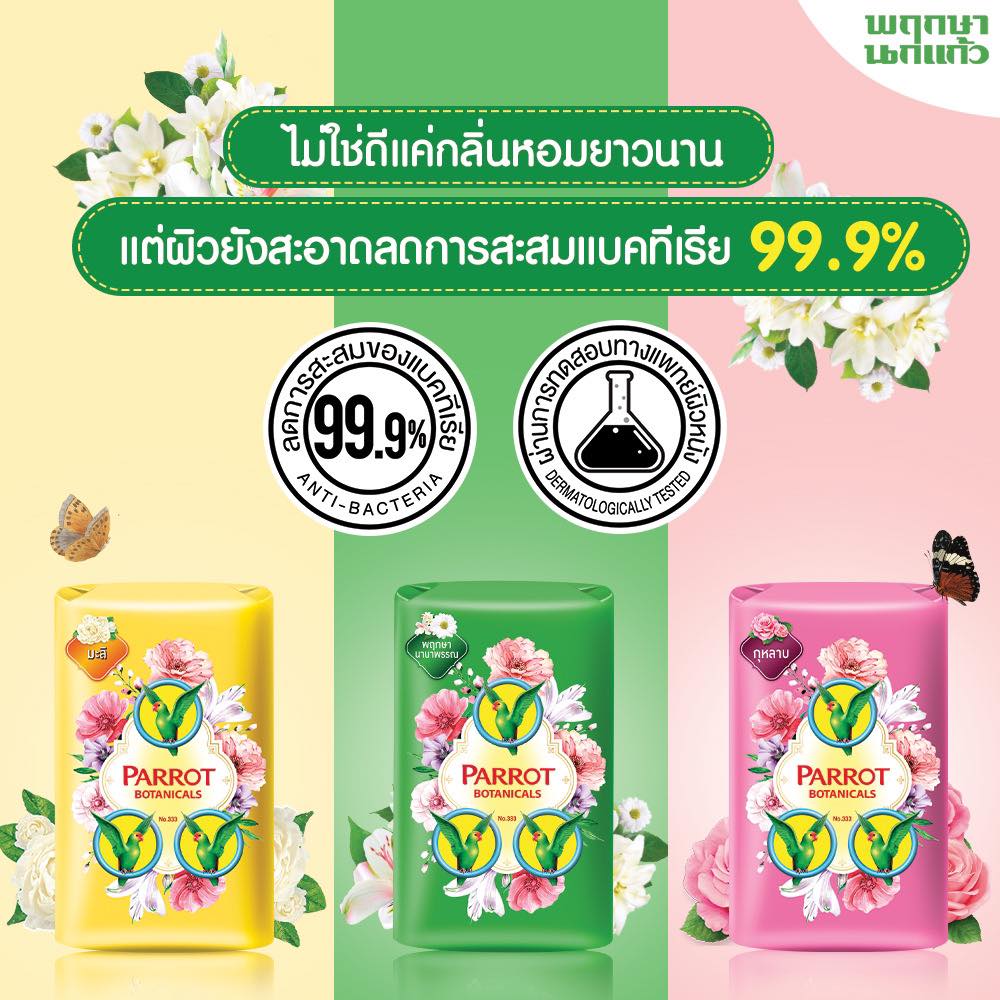 พฤกษา
นกแก้ว
ไม่ใช่ดีแค่กลิ่นหอมยาวนาน
แต่ผิวยังสะอาดลดการสะสมแบคทีเรีย 99.9%
ลดการสะสมของแบคทีเรีย
99.9%
ANTI-BACTERIA
ผ่านการทดสอบทางแพทย์ผิวหนัง
DERMATOLOGICALLY TESTED
มะลิ
PARROT
BOTANICALS
No.333
พฤกษา
นานาพรรณ
PARROT
BOTANICALS
No.333
กุหลาบ
PARROT
BOTANICALS
No.333